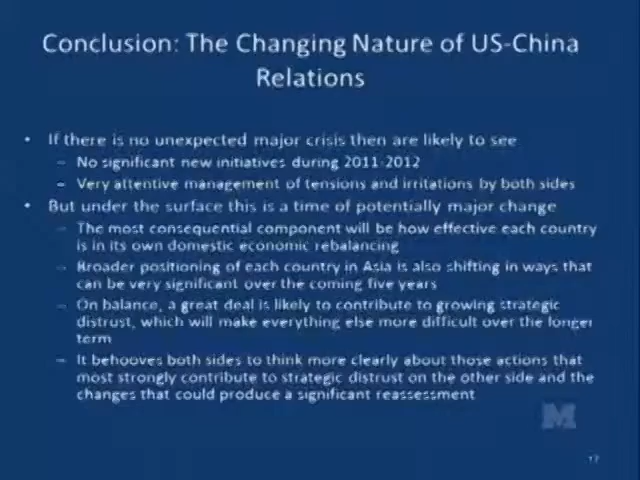 Conclusion: The Changing Nature of US-China
Relations
• If there is no unexpected major crisis then are likely to see
– No significant new initiatives during 2011-2012
– Very attentive management of tensions and irritations by both sides
• But under the surface this is a time of potentially major change
– The most consequential component will be how effective each country
is in its own domestic economic rebalancing
– Broader positioning of each country in Asia is also shifting in ways that
can be very significant over the coming five years
– On balance, a great deal is likely to contribute to growing strategic
distrust, which will make everything else more difficult over the longer
term
– It behooves both sides to think more clearly about those actions that
most strongly contribute to strategic distrust on the other side and the
changes that could produce a significant reassessment
M
17